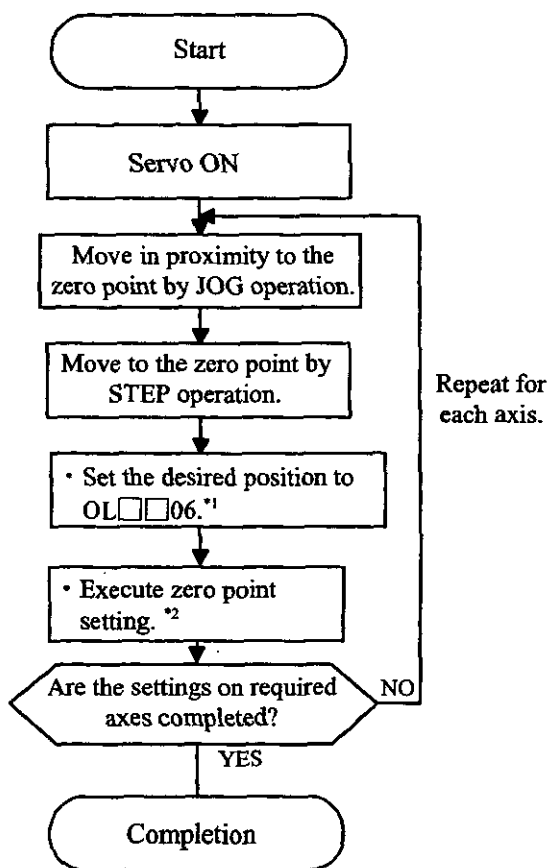 Start
Servo ON
Move in proximity to the
zero point by JOG operation.
Move to the zero point by
STEP operation.
Repeat for
each axis.
· Set the desired position to
OL□□06.*1
· Execute zero point
setting. *2
Are the settings on required
axes completed?
NO
YES
Completion